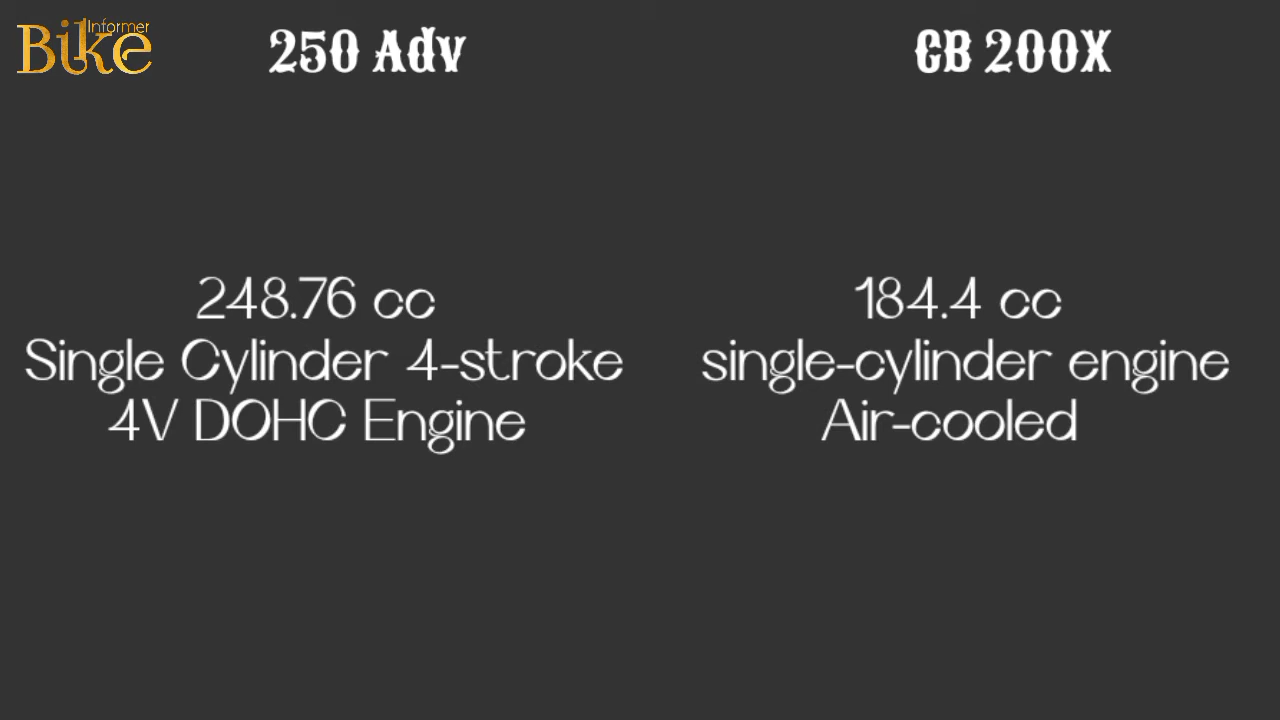 Bike Informer
250 Adv
CB 200X
248.76 cc
Single Cylinder 4-stroke
4V DOHC Engine
184.4 cc
single-cylinder engine
Air-cooled